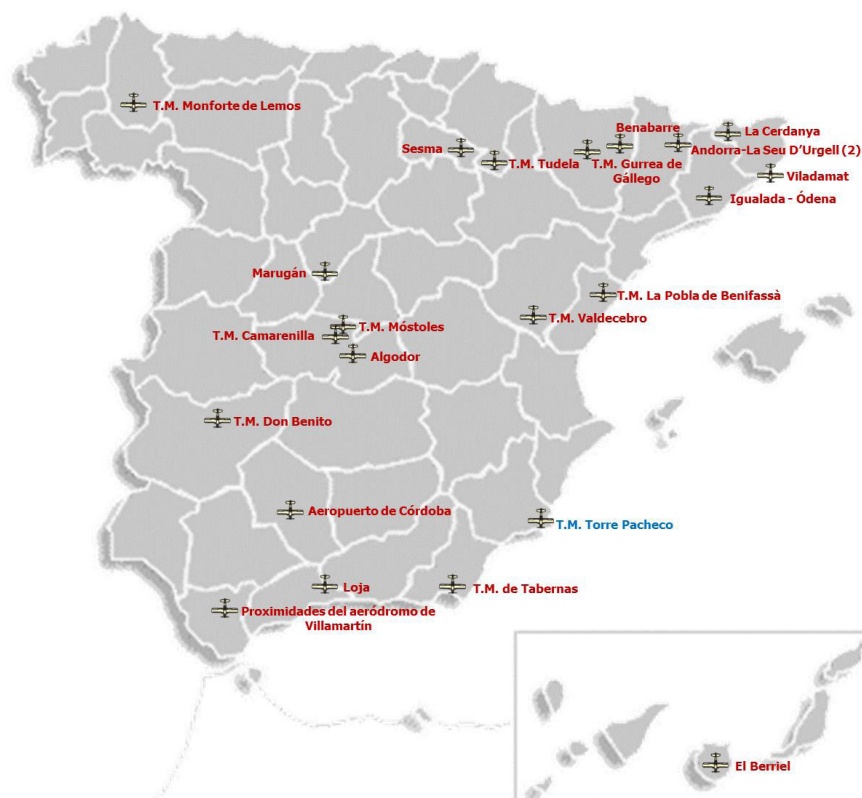 T.M. Monforte de Lemos
La Cerdanya
Benabarre
Sesma
Andorra-La Seu D'Urgell (2)
T.M. Tudela
T.M. Gurrea de
Gállego
Viladamat
Igualada - Ódena
Marugán
T.M. La Pobla de Benifassà
T.M. Valdecebro
T.M. Móstoles
T.M. Camarenilla
Algodor
T.M. Don Benito
Aeropuerto de Córdoba
T.M. Torre Pacheco
Loja
T.M. de Tabernas
Proximidades del aeródromo de
Villamartín
El Berriel